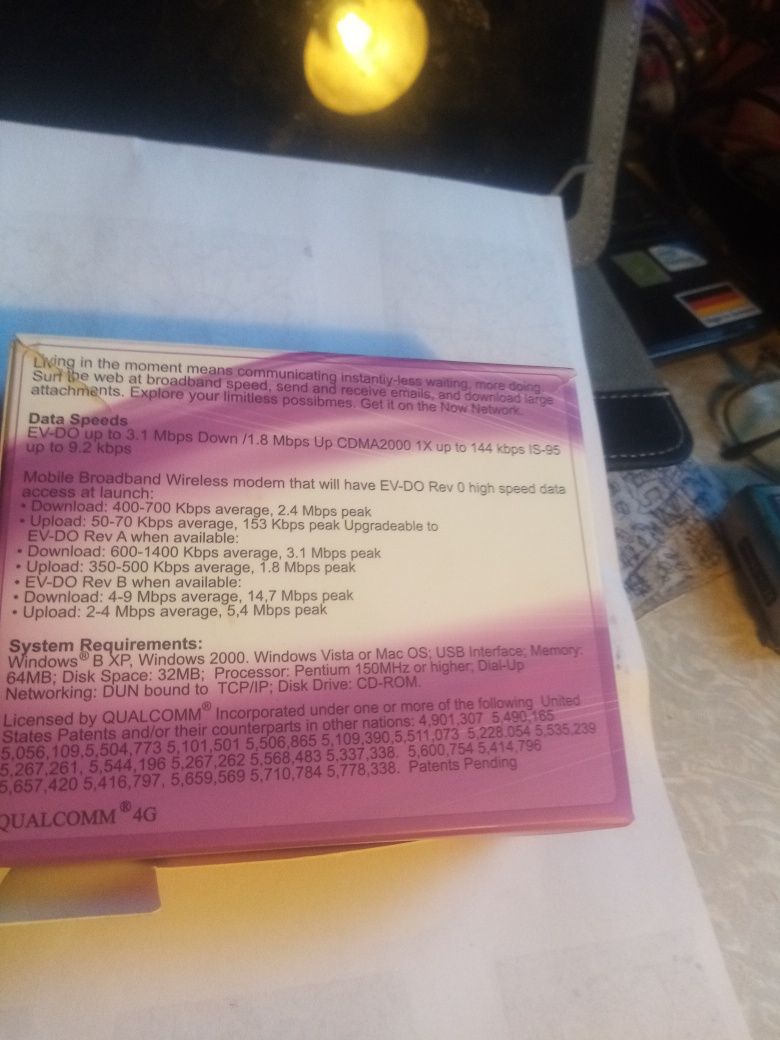 Living in the moment means communicating instantly-less waiting, more doing.
Surf the web at broadband speed, send and receive emails, and download large
attachments. Explore your limitless possibmes. Get it on the Now Network.
Data Speeds
EV-DO up to 3.1 Mbps Down /1.8 Mbps Up CDMA2000 1X up to 144 kbps IS-95
up to 9.2 kbps
Mobile Broadband Wireless modem that will have EV-DO Rev 0 high speed data
access at launch:
• Download: 400-700 Kbps average, 2.4 Mbps peak
• Upload: 50-70 Kbps average, 153 Kbps peak Upgradeable to
EV-DO Rev A when available:
• Download: 600-1400 Kbps average, 3.1 Mbps peak
• Upload: 350-500 Kbps average, 1.8 Mbps peak
• EV-DO Rev B when available:
• Download: 4-9 Mbps average, 14,7 Mbps peak
• Upload: 2-4 Mbps average, 5,4 Mbps peak
System Requirements:
Windows® B XP, Windows 2000. Windows Vista or Mac OS; USB Interface; Memory:
64MB; Disk Space: 32MB; Processor: Pentium 150MHz or higher; Dial-Up
Networking: DUN bound to TCP/IP; Disk Drive: CD-ROM.
Licensed by QUALCOMM® Incorporated under one or more of the following United
States Patents and/or their counterparts in other nations: 4,901,307 5,490,165
5,056,109,5,504,773 5,101,501 5,506,865 5,109,390,5,511,073 5,228.054 5,535,239
5,267,261, 5,544,196 5,267,262 5,568,483 5,337,338. 5,600,754 5,414,796
5,657,420 5,416,797, 5,659,569 5,710,784 5,778,338. Patents Pending
QUALCOMM®4G